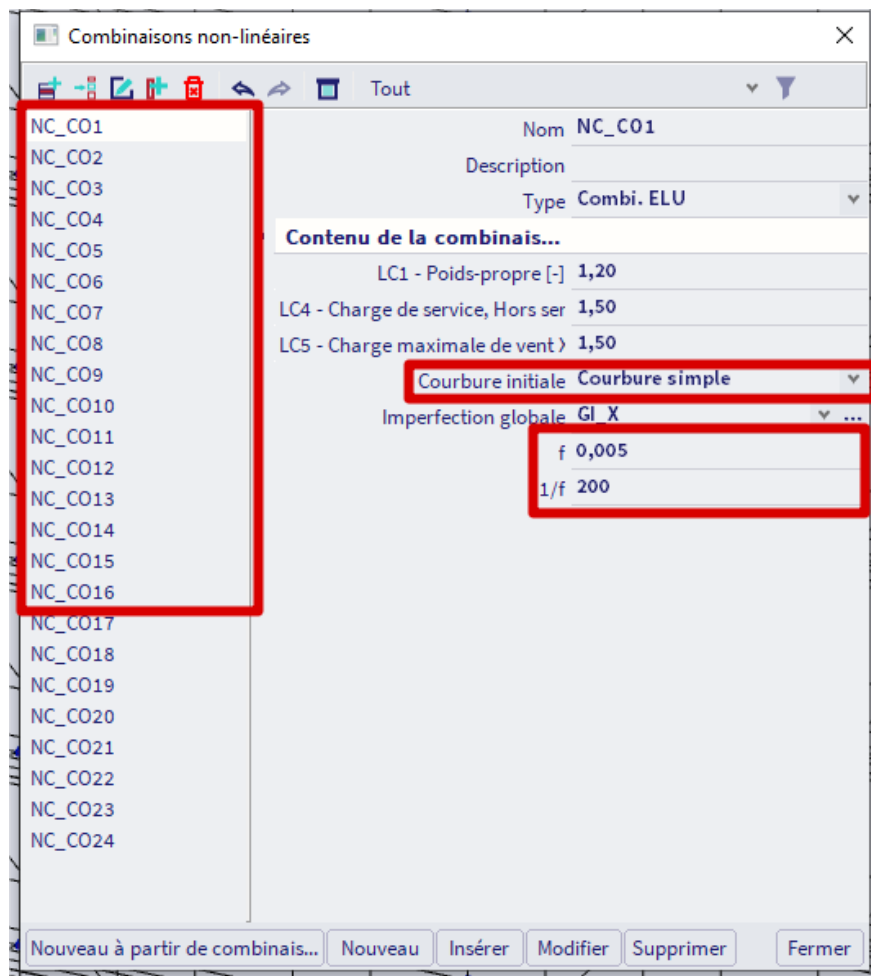 Combinaisons non-linéaires
Tout
NC_CO1
NC_CO2
NC_CO3
NC_CO4
NC_CO5
NC_CO6
NC_CO7
NC_CO8
NC_CO9
NC_CO10
NC_CO11
NC_CO12
NC_CO13
NC_CO14
NC_CO15
NC_CO16
NC_CO17
NC_CO18
NC_CO19
NC_CO20
NC_CO21
NC_CO22
NC_CO23
NC_CO24
Nom NC_CO1
Description
Type Combi. ELU
Contenu de la combinais...
LC1 - Poids-propre [-] 1,20
LC4 - Charge de service, Hors ser 1,50
LC5 - Charge maximale de vent 1,50
Courbure initiale Courbure simple
Imperfection globale GI_X ...
f 0,005
1/f 200
Nouveau à partir de combinais... Nouveau Insérer Modifier Supprimer Fermer